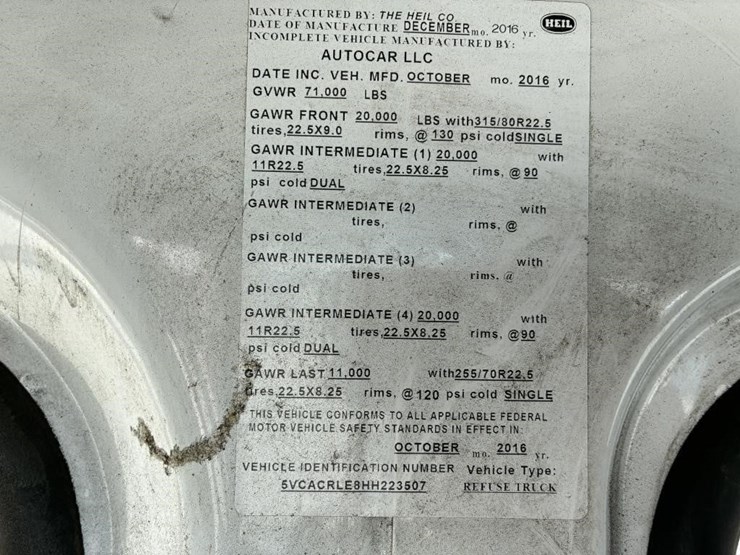 MANUFACTURED BY: THE HEIL CO
HEIL
DATE OF MANUFACTURE DECEMBER mo. 2016 yr.
INCOMPLETE VEHICLE MANUFACTURED BY:
AUTOCAR LLC
DATE INC. VEH. MFD. OCTOBER mo. 2016 yr.
GVWR 71,000 LBS
GAWR FRONT 20,000 LBS with 315/80R22.5
tires, 22.5X9.0 rims, @ 130 psi cold SINGLE
GAWR INTERMEDIATE (1) 20,000 with
11R22.5 tires, 22.5X8.25 rims, @ 90
psi cold DUAL
GAWR INTERMEDIATE (2) with
tires, rims, @
psi cold
GAWR INTERMEDIATE (3) with
tires, rims, @
psi cold
GAWR INTERMEDIATE (4) 20,000 with
11R22.5 tires, 22.5X8.25 rims, @90
psi cold DUAL
GAWR LAST 11,000 with 255/70R22.5
tires, 22.5X8.25 rims, @ 120 psi cold SINGLE
THIS VEHICLE CONFORMS TO ALL APPLICABLE FEDERAL
MOTOR VEHICLE SAFETY STANDARDS IN EFFECT IN:
OCTOBER mo. 2016 yr.
VEHICLE IDENTIFICATION NUMBER Vehicle Type:
5VCACRLE8HH223507 REFUSE TRUCK